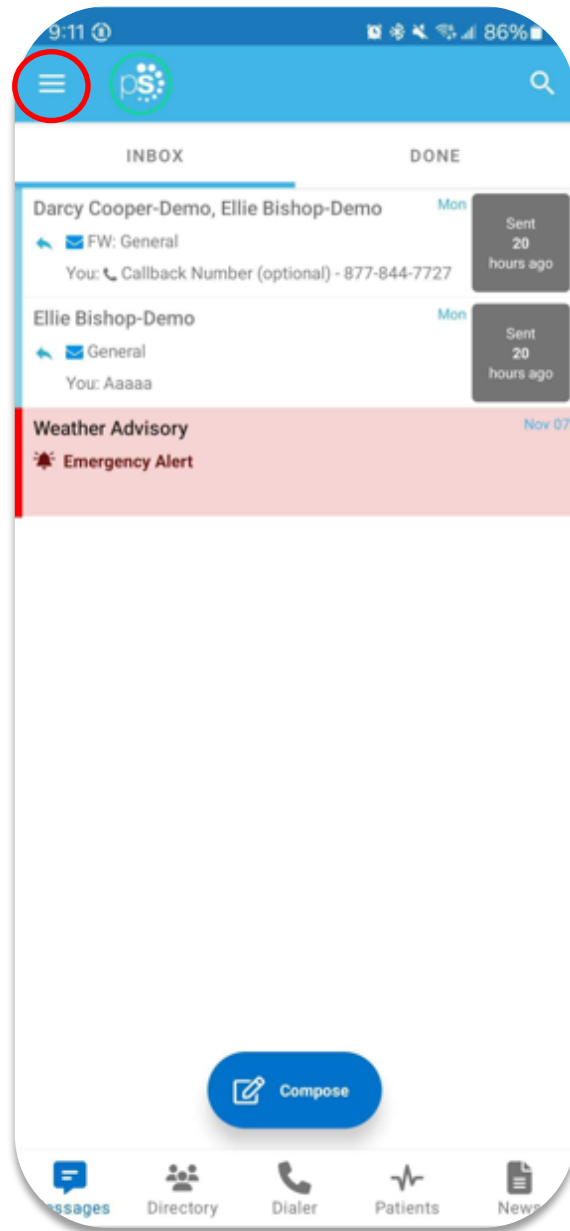 9:11 86%
ps
INBOX DONE
Darcy Cooper-Demo, Ellie Bishop-Demo Mon
FW: General
You: Callback Number (optional) - 877-844-7727
Sent
20
hours ago
Ellie Bishop-Demo Mon
General
You: Aaaaa
Sent
20
hours ago
Weather Advisory Nov 07
Emergency Alert
Compose
essages Directory Dialer Patients News